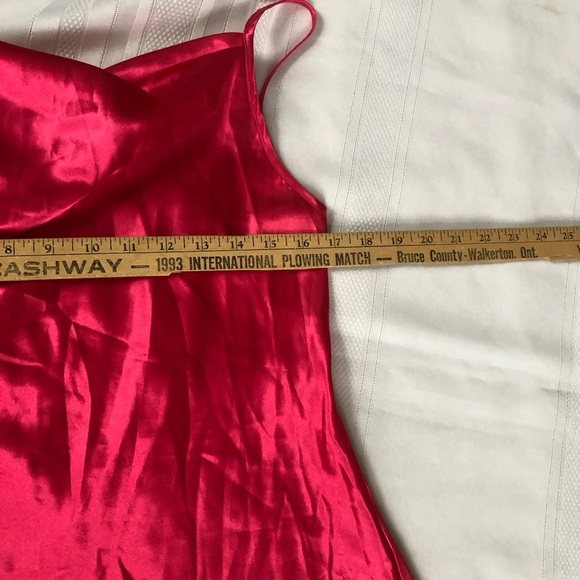 8 9 10 11 12 13 14 15 16 17 18 19 20 21 22 23 24 25
CASHWAY — 1993 INTERNATIONAL PLOWING MATCH — Bruce County-Walkerton. Ont.